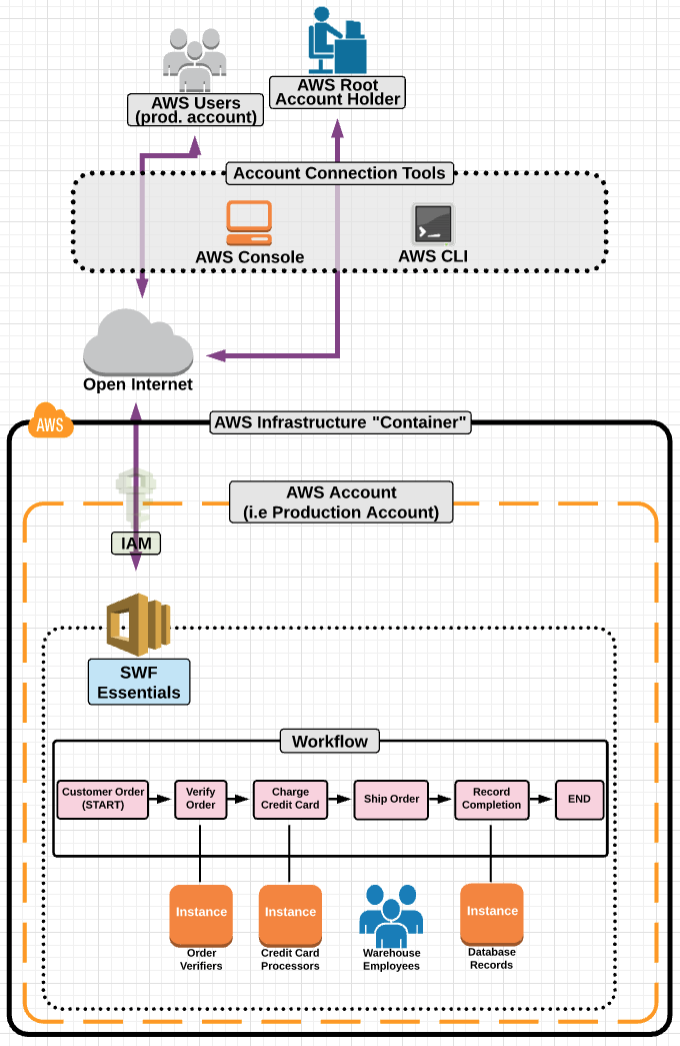 AWS Users
(prod. account)
AWS Root
Account Holder
Account Connection Tools
AWS Console
AWS CLI
Open Internet
AWS
AWS Infrastructure "Container"
AWS Account
(i.e Production Account)
IAM
SWF
Essentials
Workflow
Customer Order
(START)
Verify
Order
Charge
Credit Card
Ship Order
Record
Completion
END
Instance
Order
Verifiers
Instance
Credit Card
Processors
Warehouse
Employees
Instance
Database
Records